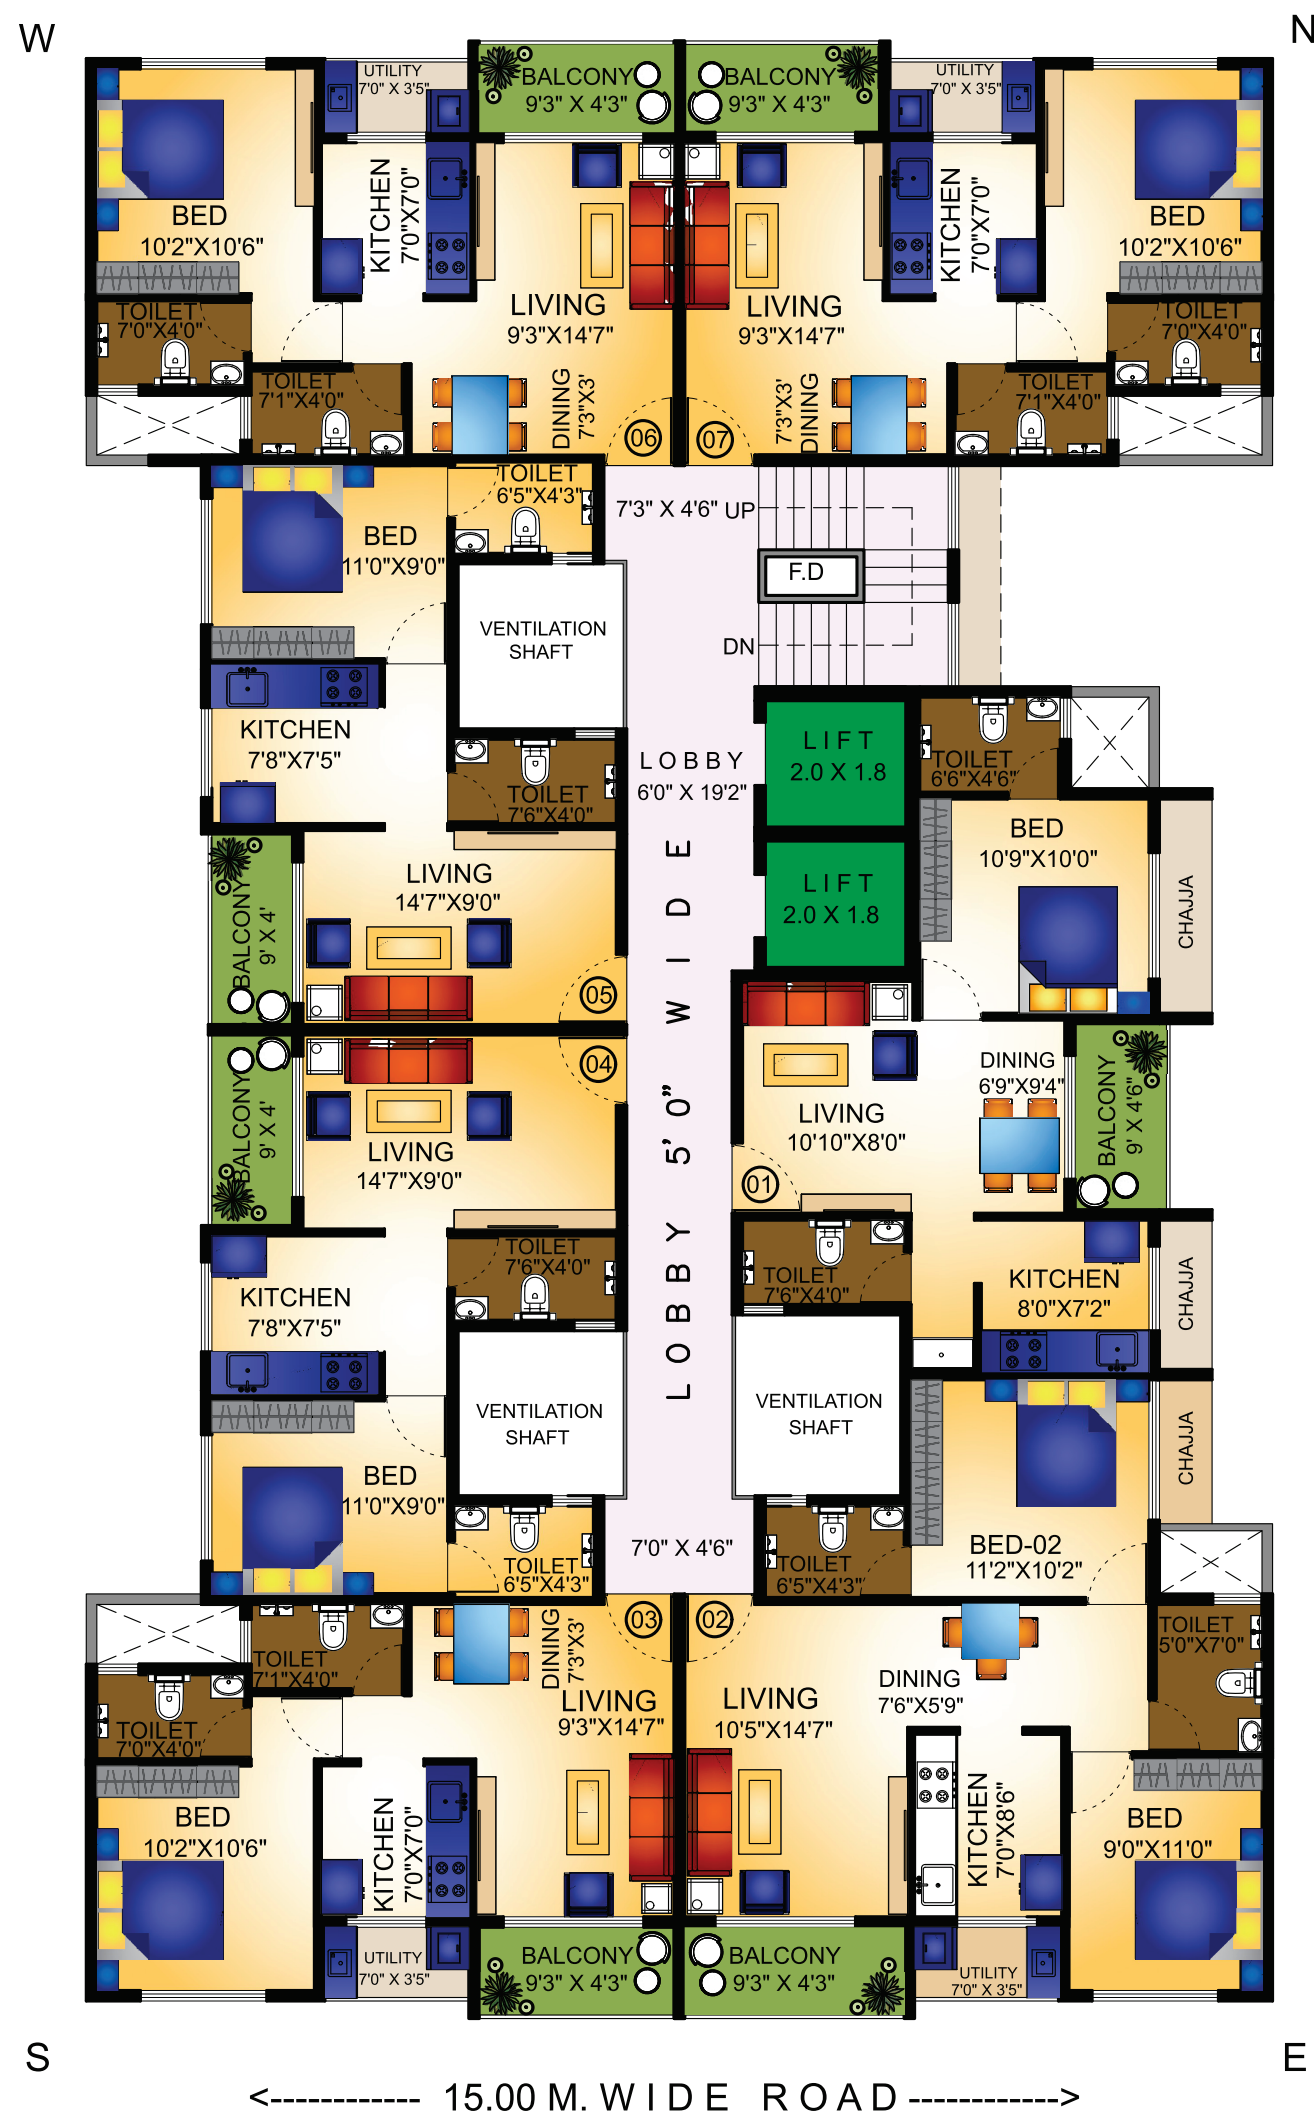 W
N
UTILITY
7'0" X 3'5"
BALCONY
9'3" X 4'3"
BALCONY
9'3" X 4'3"
UTILITY
7'0" X 3'5"
BED
10'2"X10'6"
KITCHEN
7'0"X7'0"
LIVING
9'3"X14'7"
LIVING
9'3"X14'7"
KITCHEN
7'0"X7'0"
BED
10'2"X10'6"
TOILET
7'0"X4'0"
TOILET
7'1"X4'0"
DINING
7'3"X3'
06
07
7'3"X3'
DINING
TOILET
7'1"X4'0"
TOILET
7'0"X4'0"
BED
11'0"X9'0"
TOILET
6'5"X4'3"
7'3" X 4'6"
UP
F.D
DN
VENTILATION
SHAFT
KITCHEN
7'8"X7'5"
TOILET
7'6"X4'0"
LOBBY
6'0" X 19'2"
LIFT
2.0 X 1.8
TOILET
6'6"X4'6"
BED
10'9"X10'0"
CHAJJA
LIFT
2.0 X 1.8
LIVING
14'7"X9'0"
BALCONY
9' X 4'
05
LOBBY 5'0" WIDE
04
BALCONY
9' X 4'
LIVING
14'7"X9'0"
LIVING
10'10"X8'0"
DINING
6'9"X9'4"
BALCONY
9' X 4'6"
01
KITCHEN
7'8"X7'5"
TOILET
7'6"X4'0"
TOILET
7'6"X4'0"
KITCHEN
8'0"X7'2"
CHAJJA
VENTILATION
SHAFT
VENTILATION
SHAFT
CHAJJA
BED
11'0"X9'0"
TOILET
6'5"X4'3"
7'0" X 4'6"
TOILET
6'5"X4'3"
BED-02
11'2"X10'2"
TOILET
7'1"X4'0"
DINING
7'3"X3'
03
02
TOILET
5'0"X7'0"
TOILET
7'0"X4'0"
LIVING
9'3"X14'7"
LIVING
10'5"X14'7"
DINING
7'6"X5'9"
BED
10'2"X10'6"
KITCHEN
7'0"X7'0"
KITCHEN
7'0"X8'6"
BED
9'0"X11'0"
UTILITY
7'0" X 3'5"
BALCONY
9'3" X 4'3"
BALCONY
9'3" X 4'3"
UTILITY
7'0" X 3'5"
S
E
<------------- 15.00 M. WIDE ROAD ------------->